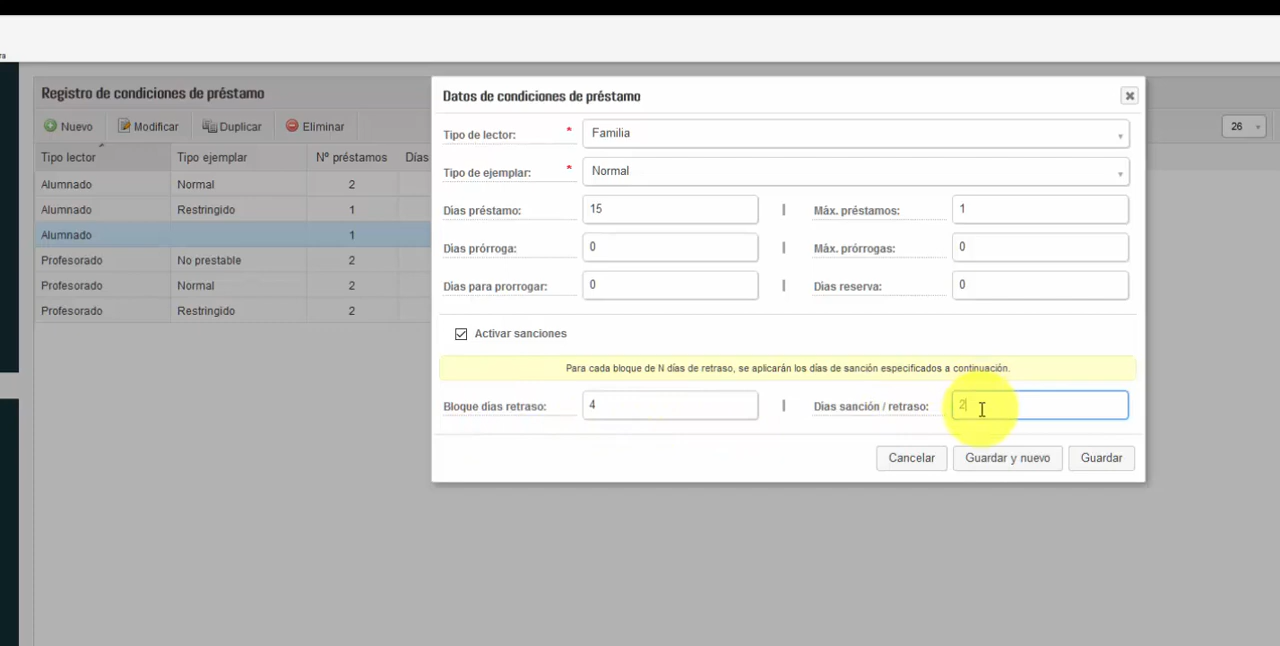 ra
Registro de condiciones de préstamo
Nuevo Modificar Duplicar Eliminar
26
Tipo lector Tipo ejemplar Nº préstamos Días
Alumnado Normal 2
Alumnado Restringido 1
Alumnado 1
Profesorado No prestable 2
Profesorado Normal 2
Profesorado Restringido 2
Datos de condiciones de préstamo
Tipo de lector: * Familia
Tipo de ejemplar: * Normal
Días préstamo: 15 | Máx. préstamos: 1
Días prórroga: 0 | Máx. prórrogas: 0
Días para prorrogar: 0 | Días reserva: 0
Activar sanciones
Para cada bloque de N días de retraso, se aplicarán los días de sanción especificados a continuación.
Bloque días retraso: 4 | Días sanción / retraso: 2
Cancelar Guardar y nuevo Guardar